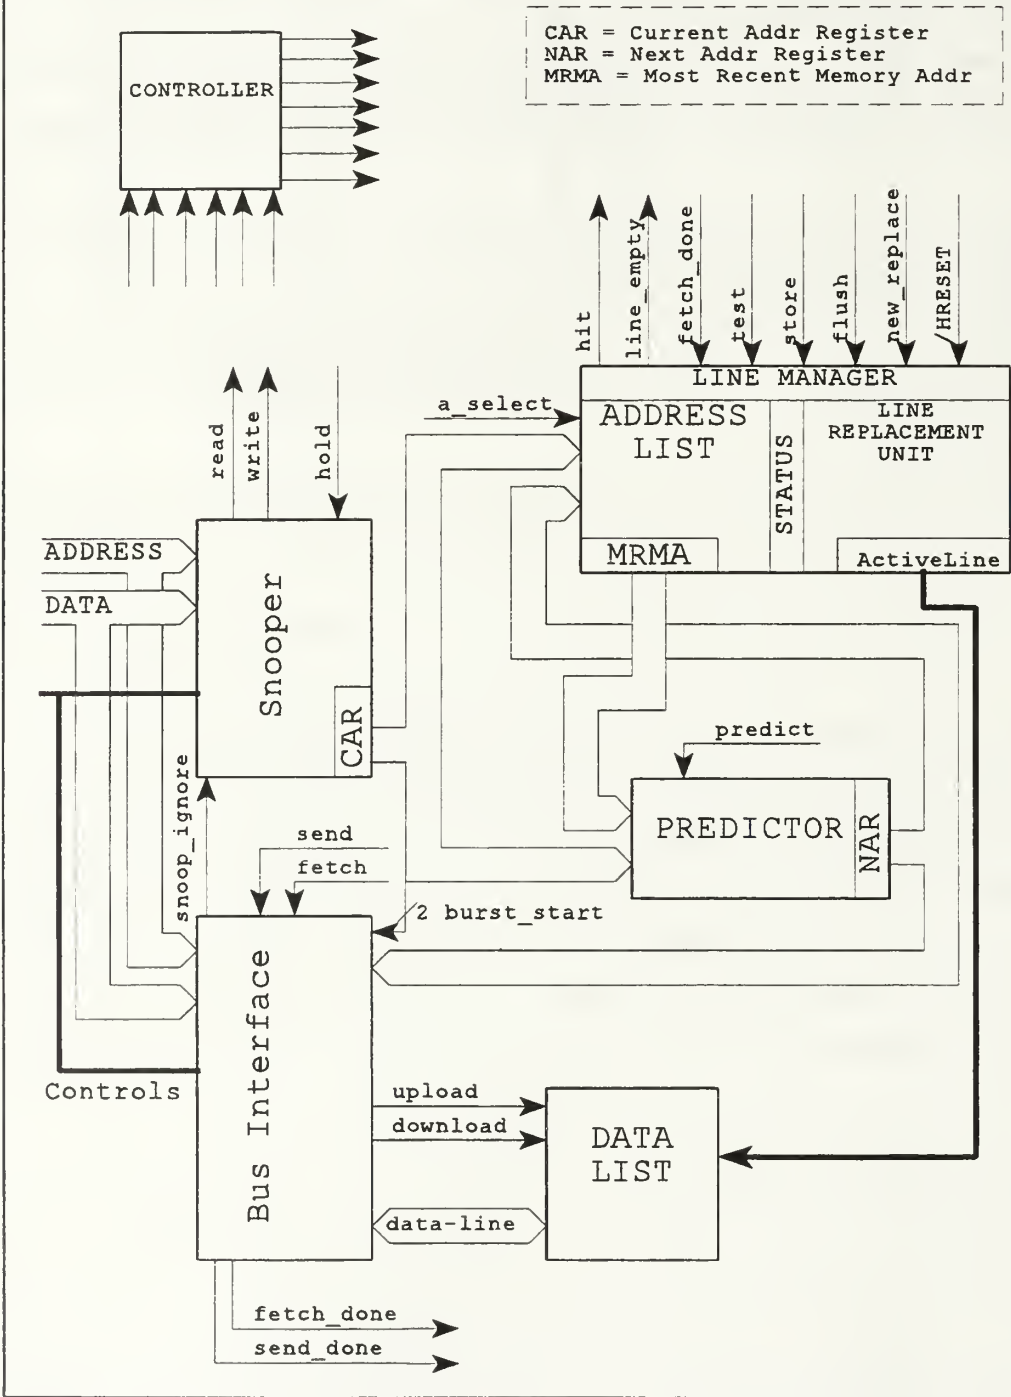 CAR = Current Addr Register
NAR = Next Addr Register
MRMA = Most Recent Memory Addr
CONTROLLER
hit
line_empty
fetch_done
test
store
flush
new_replace
/HRESET
LINE MANAGER
a_select
ADDRESS
LIST
STATUS
LINE
REPLACEMENT
UNIT
MRMA
ActiveLine
read
write
hold
ADDRESS
DATA
Snooper
CAR
predict
PREDICTOR
NAR
snoop_ignore
send
fetch
2 burst_start
Bus Interface
Controls
upload
download
DATA
LIST
data-line
fetch_done
send_done